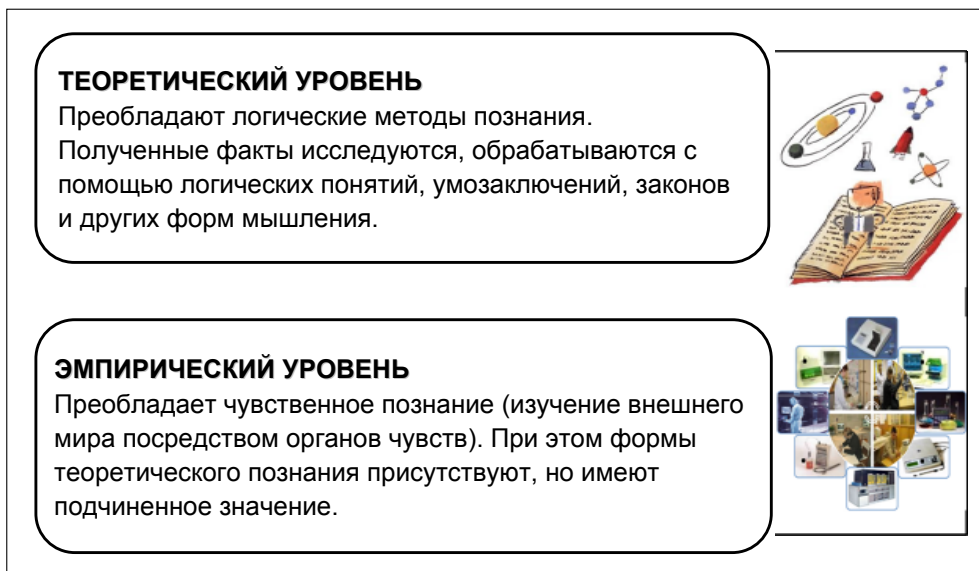 ТЕОРЕТИЧЕСКИЙ УРОВЕНЬ
Преобладают логические методы познания.
Полученные факты исследуются, обрабатываются с
помощью логических понятий, умозаключений, законов
и других форм мышления.
ЭМПИРИЧЕСКИЙ УРОВЕНЬ
Преобладает чувственное познание (изучение внешнего
мира посредством органов чувств). При этом формы
теоретического познания присутствуют, но имеют
подчиненное значение.